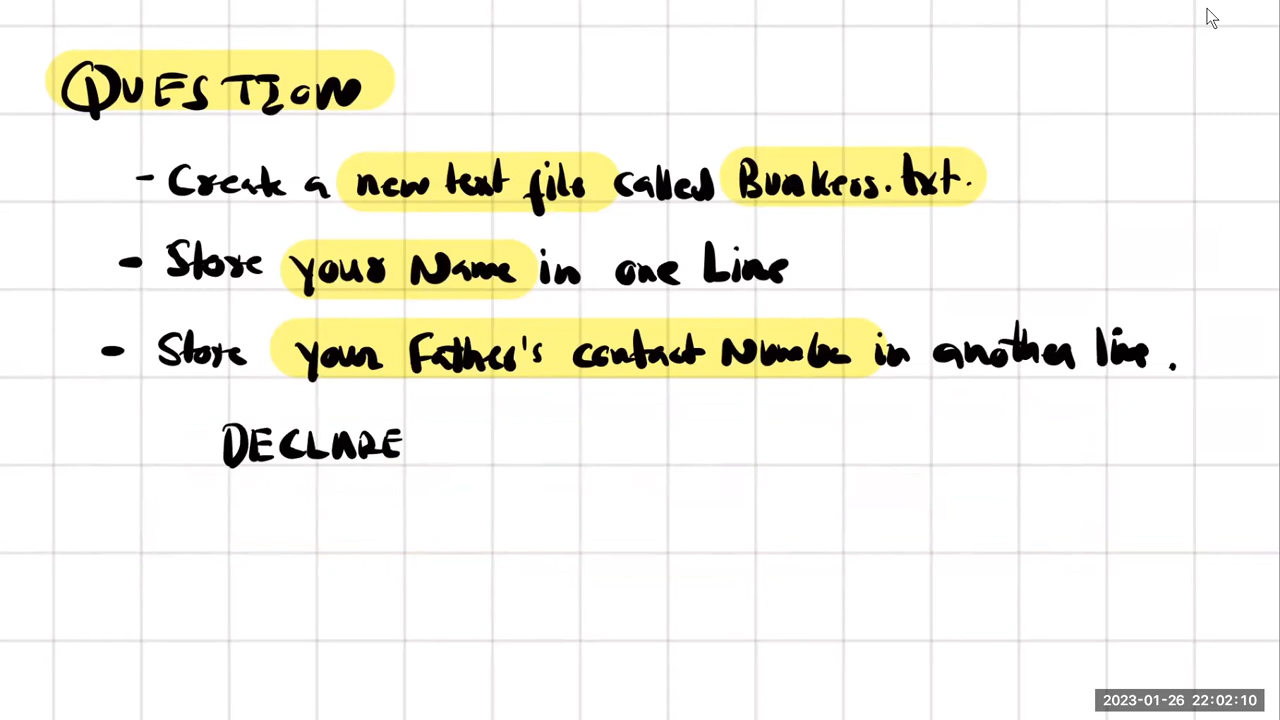 QUESTION
- Create a new text file called Bunkers.txt.
- Store your Name in one Line
- Store your Father's contact Number in another line.
DECLARE
2023-01-26 22:02:10